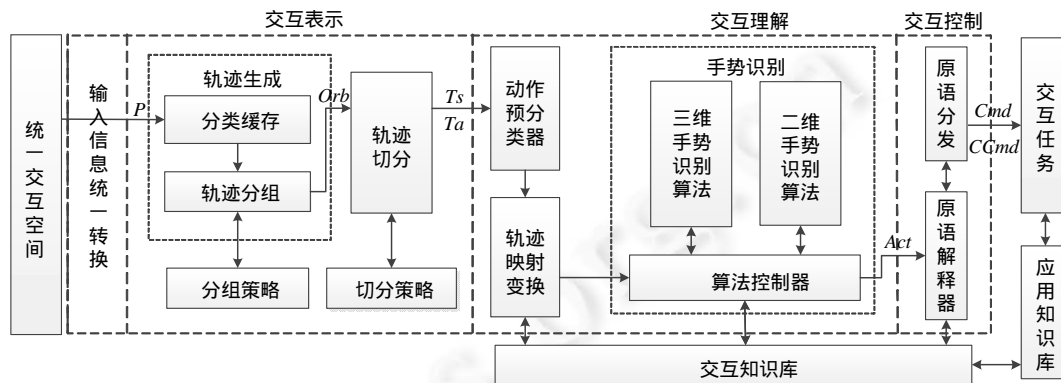 交互表示
交互理解
交互控制
统一交互空间
输入信息统一转换
P
轨迹生成
分类缓存
轨迹分组
分组策略
Orb
轨迹
切分
切分策略
Ts
Ta
动作
预分
类器
轨迹
映射
变换
手势识别
三维
手势
识别
算法
二维
手势
识别
算法
算法控制器
Act
原语分发
原语解释器
Cmd
CCmd
交互任务
应用知识库
交互知识库